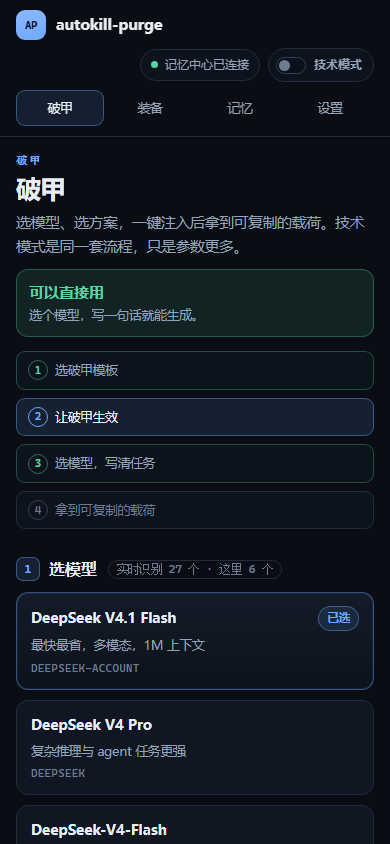 AP
autokill-purge
记忆中心已连接
技术模式
破甲
装备
记忆
设置
破甲
破甲
选模型、选方案，一键注入后拿到可复制的载荷。技术
模式是同一套流程，只是参数更多。
可以直接用
选个模型，写一句话就能生成。
1 选破甲模板
2 让破甲生效
3 选模型，写清任务
4 拿到可复制的载荷
1 选模型 实时识别 27 个 · 这里 6 个
DeepSeek V4.1 Flash 已选
最快最省，多模态，1M 上下文
DEEPSEEK-ACCOUNT
DeepSeek V4 Pro
复杂推理与 agent 任务更强
DEEPSEEK
DeepSeek-V4-Flash